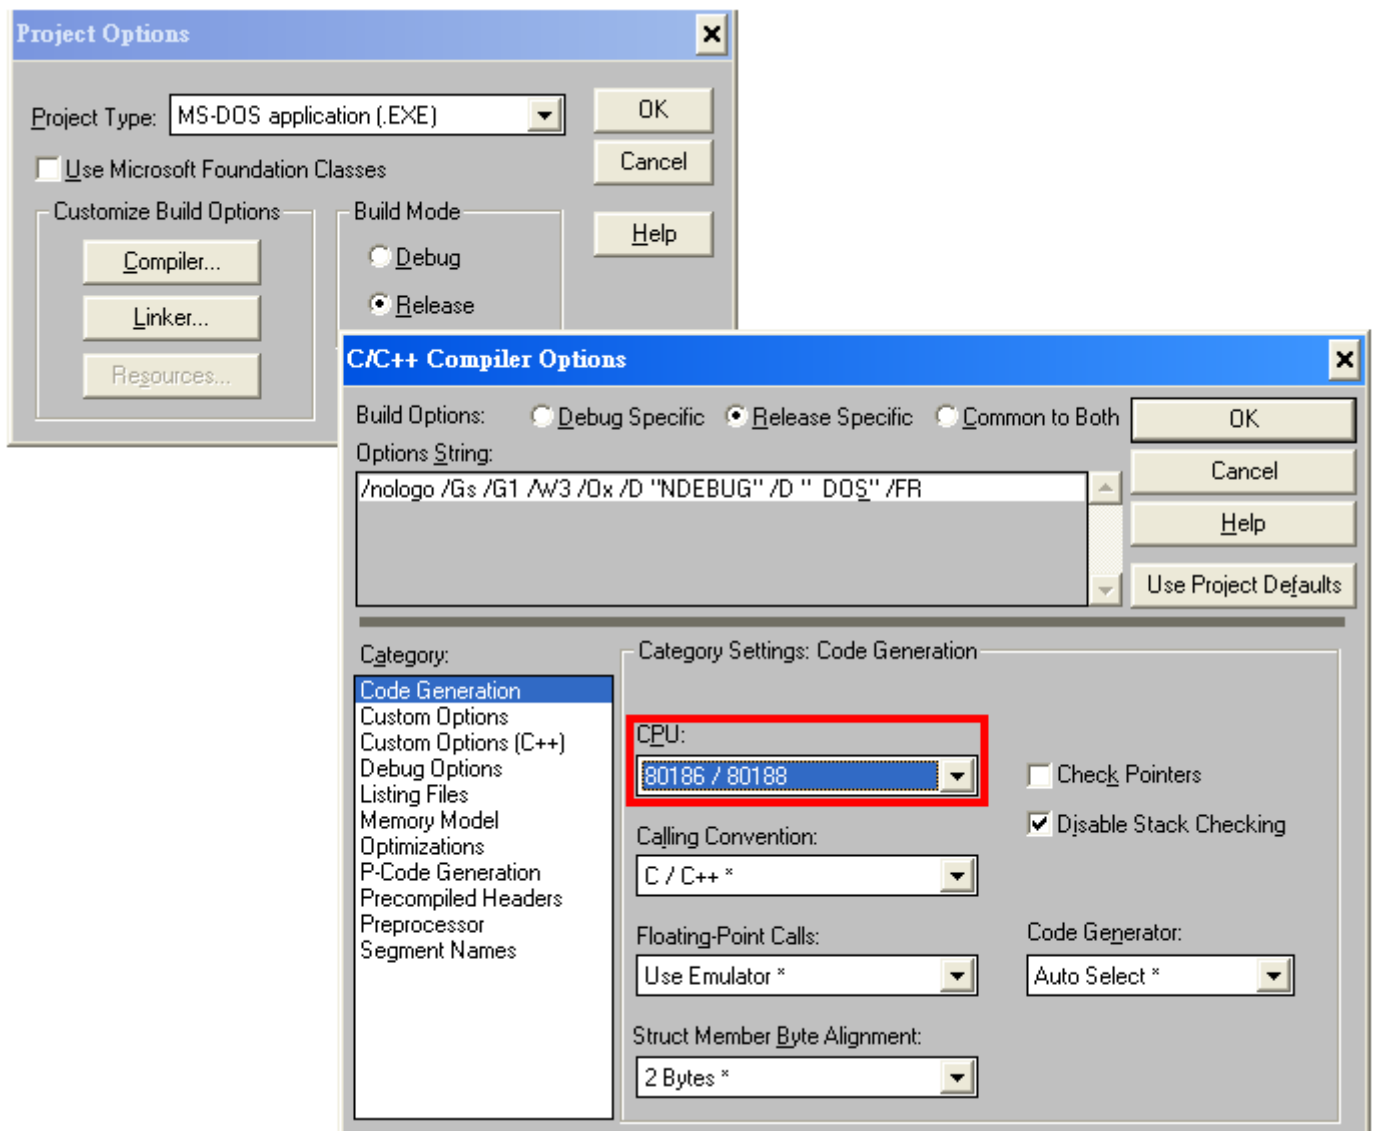 Project Options
Project Type: MS-DOS application (.EXE)
OK
Use Microsoft Foundation Classes
Cancel
Customize Build Options
Build Mode
Help
Compiler...
Debug
Linker...
Release
Resources...
C/C++ Compiler Options
Build Options: Debug Specific Release Specific Common to Both
OK
Options String:
Cancel
/nologo /Gs /G1 /W3 /Ox /D "NDEBUG" /D " DOS" /FR
Help
Use Project Defaults
Category:
Category Settings: Code Generation
Code Generation
Custom Options
Custom Options (C++)
Debug Options
Listing Files
Memory Model
Optimizations
P-Code Generation
Precompiled Headers
Preprocessor
Segment Names
CPU:
80186 / 80188
Check Pointers
Disable Stack Checking
Calling Convention:
C / C++ *
Floating-Point Calls:
Use Emulator *
Code Generator:
Auto Select *
Struct Member Byte Alignment:
2 Bytes *